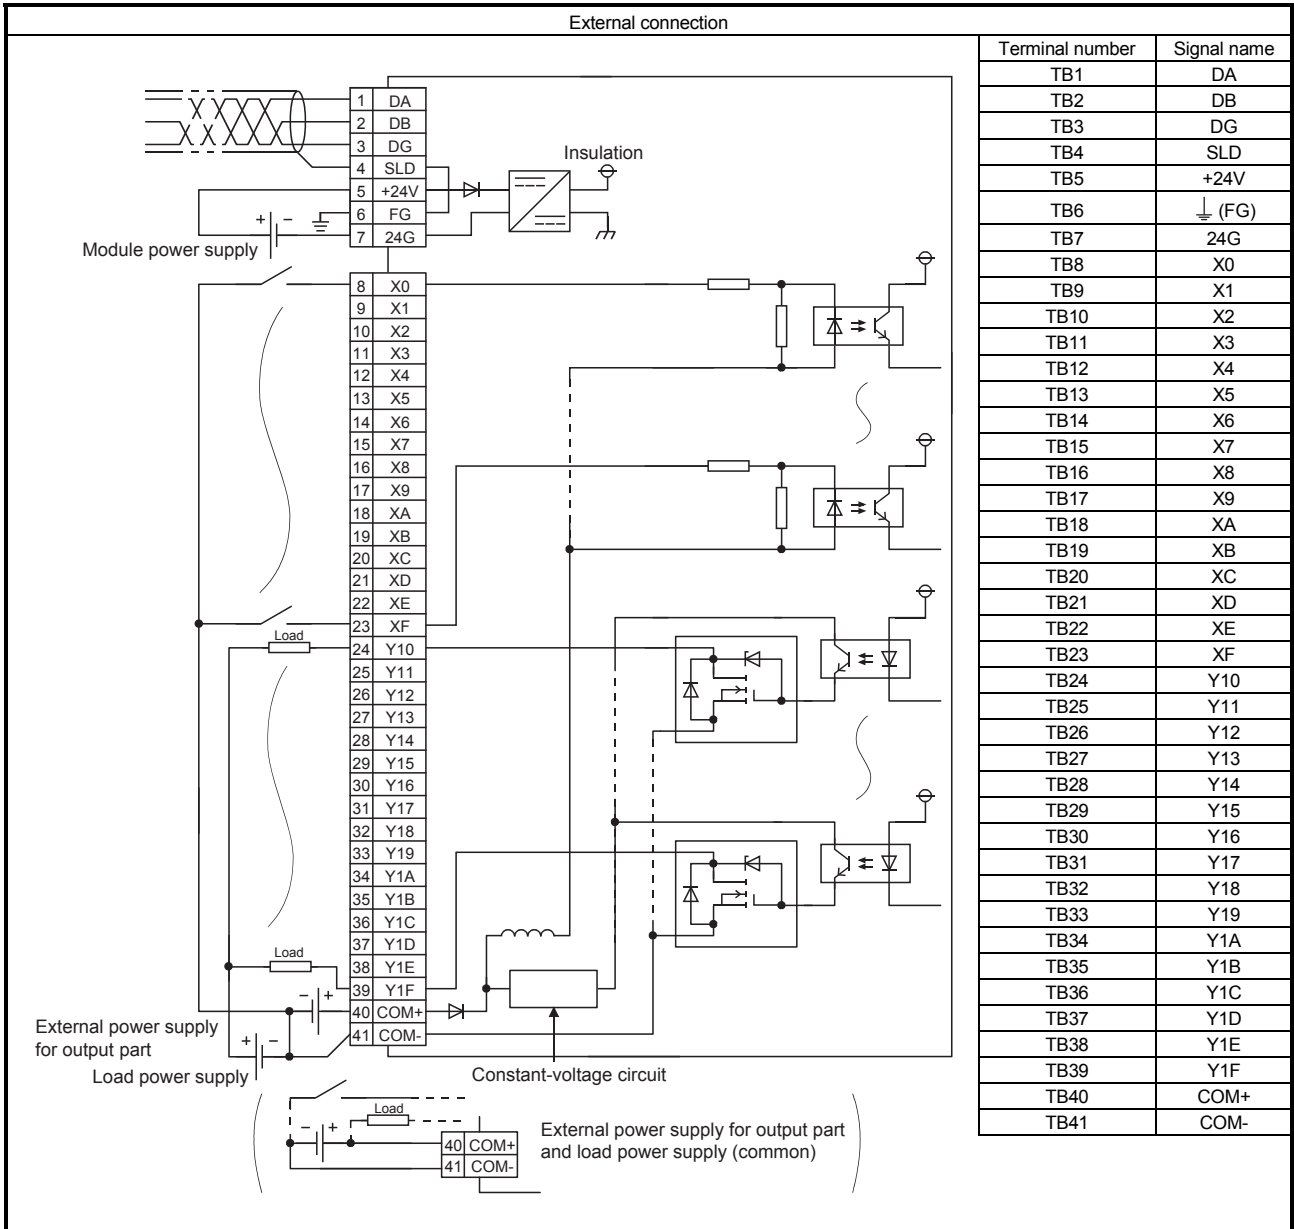 External connection
1 DA
2 DB
3 DG
4 SLD
5 +24V
6 FG
7 24G
Insulation
Module power supply
8 X0
9 X1
10 X2
11 X3
12 X4
13 X5
14 X6
15 X7
16 X8
17 X9
18 XA
19 XB
20 XC
21 XD
22 XE
23 XF
24 Y10
25 Y11
26 Y12
27 Y13
28 Y14
29 Y15
30 Y16
31 Y17
32 Y18
33 Y19
34 Y1A
35 Y1B
36 Y1C
37 Y1D
38 Y1E
39 Y1F
40 COM+
41 COM-
Load
Load
+ −
− +
+ −
External power supply
for output part
Load power supply
Constant-voltage circuit
Load
− +
40 COM+
41 COM-
External power supply for output part
and load power supply (common)
Terminal number Signal name
TB1 DA
TB2 DB
TB3 DG
TB4 SLD
TB5 +24V
TB6 (FG)
TB7 24G
TB8 X0
TB9 X1
TB10 X2
TB11 X3
TB12 X4
TB13 X5
TB14 X6
TB15 X7
TB16 X8
TB17 X9
TB18 XA
TB19 XB
TB20 XC
TB21 XD
TB22 XE
TB23 XF
TB24 Y10
TB25 Y11
TB26 Y12
TB27 Y13
TB28 Y14
TB29 Y15
TB30 Y16
TB31 Y17
TB32 Y18
TB33 Y19
TB34 Y1A
TB35 Y1B
TB36 Y1C
TB37 Y1D
TB38 Y1E
TB39 Y1F
TB40 COM+
TB41 COM-